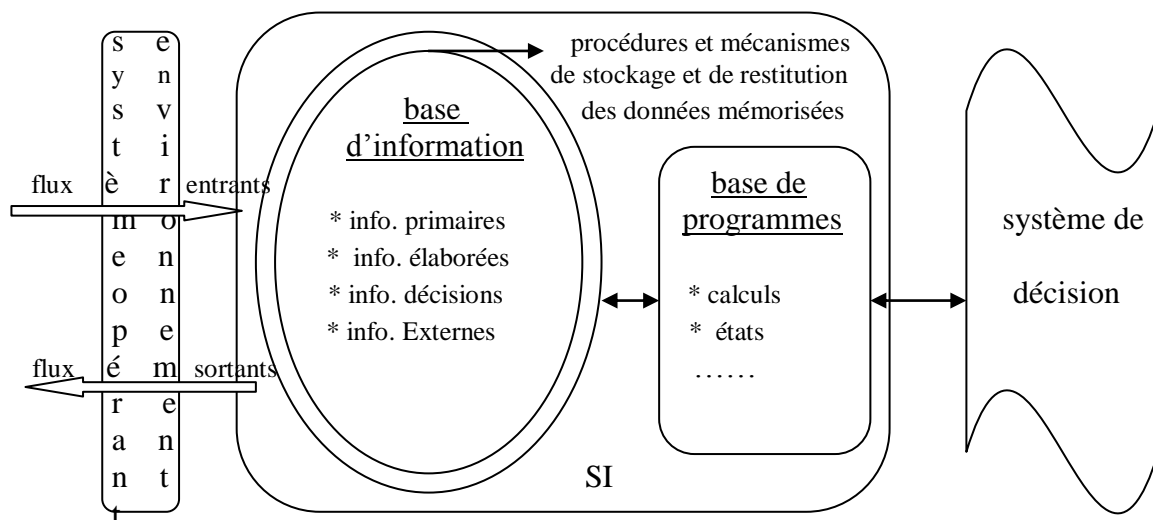 système opérant
environnement
flux entrants
flux sortants
procédures et mécanismes
de stockage et de restitution
des données mémorisées
base
d’information
* info. primaires
* info. élaborées
* info. décisions
* info. Externes
base de
programmes
* calculs
* états
......
SI
système de
décision